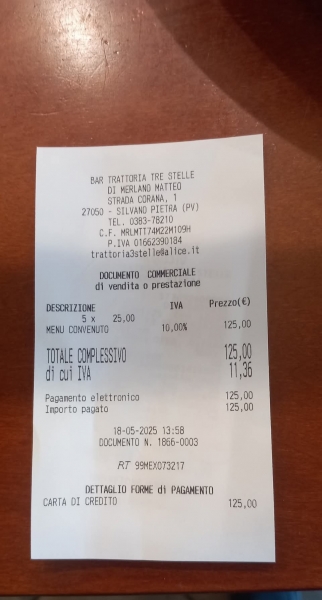 BAR TRATTORIA TRE STELLE
DI MERLANO MATTEO
STRADA CORANA, 1
27050 - SILVANO PIETRA (PV)
TEL. 0383-78210
C.F. MRLMTT74M22M109H
P.IVA 01662390184
trattoria3stelle@alice.it
DOCUMENTO COMMERCIALE
di vendita o prestazione
DESCRIZIONE IVA Prezzo(€)
5 x 25,00
MENU CONVENUTO 10,00% 125,00
TOTALE COMPLESSIVO 125,00
di cui IVA 11,36
Pagamento elettronico 125,00
Importo pagato 125,00
18-05-2025 13:58
DOCUMENTO N. 1866-0003
RT 99MEX073217
DETTAGLIO FORME di PAGAMENTO
CARTA DI CREDITO 125,00